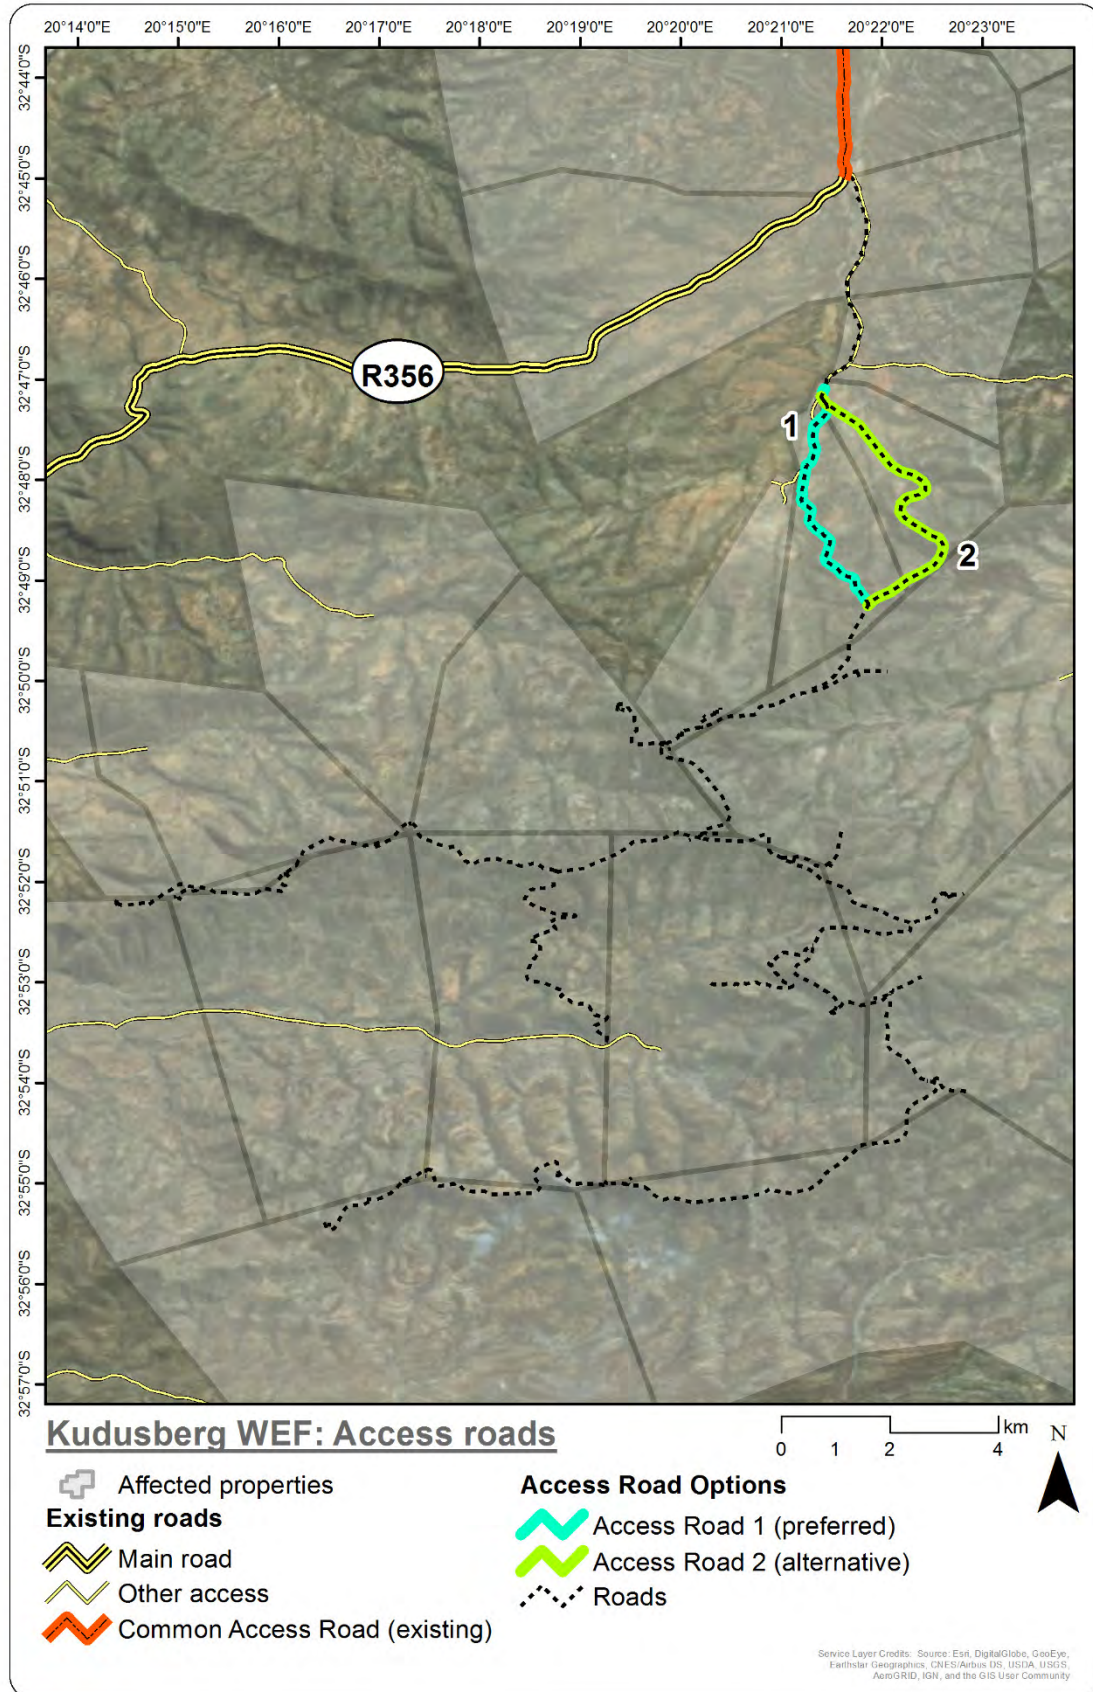 20°14'0"E 20°15'0"E 20°16'0"E 20°17'0"E 20°18'0"E 20°19'0"E 20°20'0"E 20°21'0"E 20°22'0"E 20°23'0"E
32°44'0"S
32°45'0"S
32°46'0"S
32°47'0"S
32°48'0"S
32°49'0"S
32°50'0"S
32°51'0"S
32°52'0"S
32°53'0"S
32°54'0"S
32°55'0"S
32°56'0"S
32°57'0"S
R356
1
2
Kudusberg WEF: Access roads
km
0 1 2 4
N
Affected properties
Existing roads
Main road
Other access
Common Access Road (existing)
Access Road Options
Access Road 1 (preferred)
Access Road 2 (alternative)
Roads
Service Layer Credits: Source: Esri, DigitalGlobe, GeoEye,
Earthstar Geographics, CNES/Airbus DS, USDA, USGS,
AeroGRID, IGN, and the GIS User Community